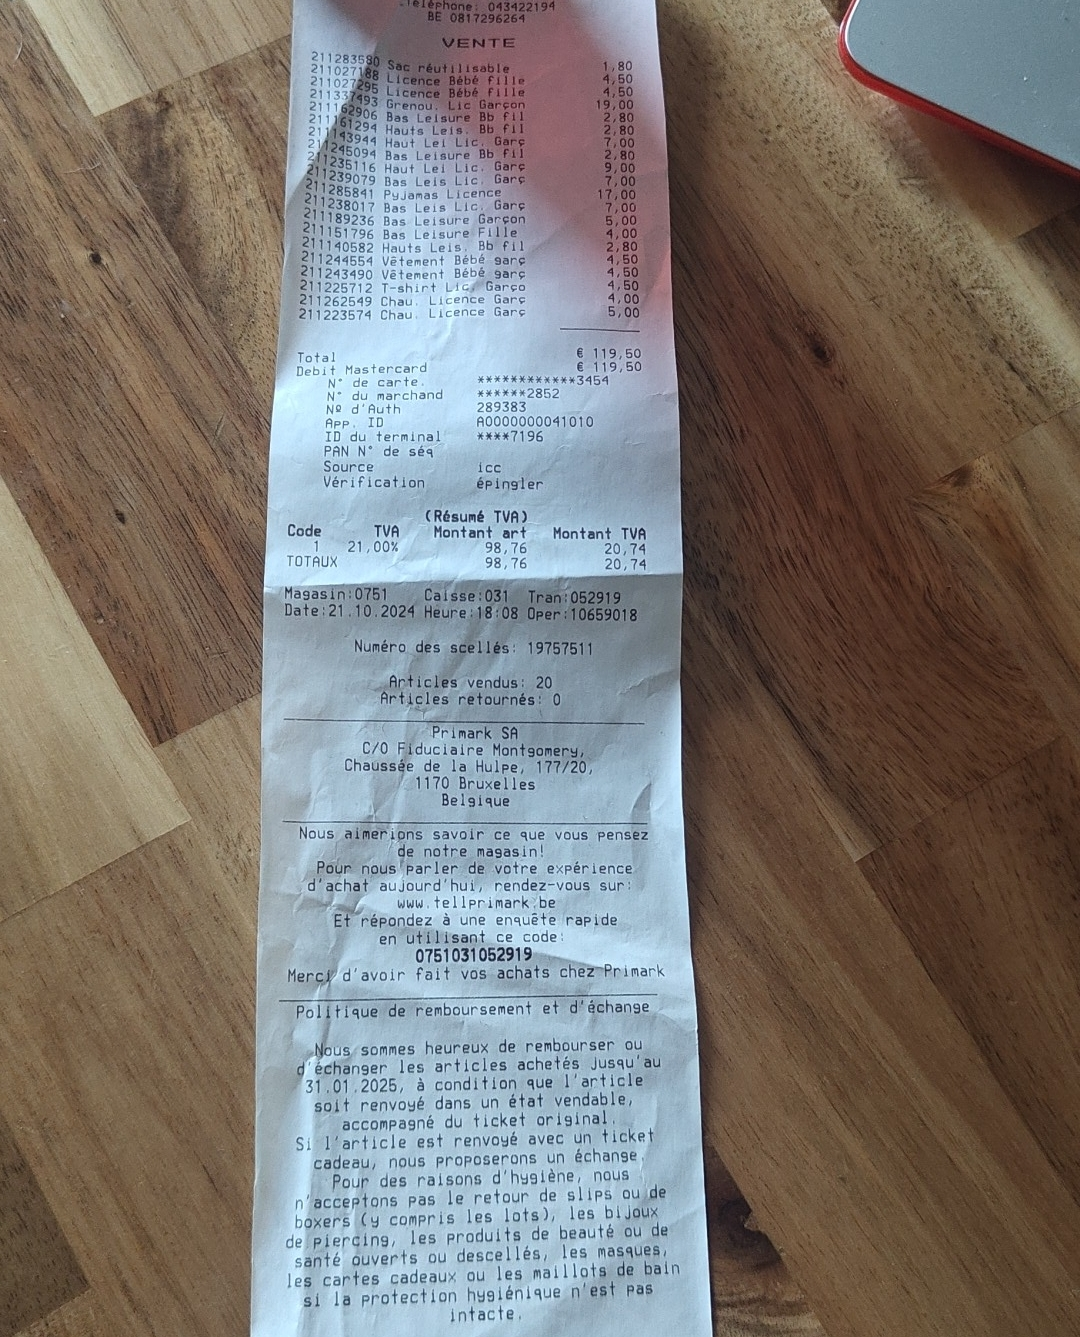 Téléphone: 043422194
BE 0817296264
VENTE
211283580 Sac réutilisable 1,80
211027188 Licence Bébé fille 4,50
211027295 Licence Bébé fille 4,50
211337493 Grenou. Lic Garçon 19,00
211162906 Bas Leisure Bb fil 2,80
211161294 Hauts Leis. Bb fil 2,80
211143944 Haut Lei Lic. Garç 7,00
211245094 Bas Leisure Bb fil 2,80
211235116 Haut Lei Lic. Garç 9,00
211239079 Bas Leis Lic. Garç 7,00
211285841 Pyjamas Licence 17,00
211238017 Bas Leis Lic. Garç 7,00
211189236 Bas Leisure Garçon 5,00
211151796 Bas Leisure Fille 4,00
211140582 Hauts Leis. Bb fil 2,80
211244554 Vêtement Bébé garç 4,50
211243490 Vêtement Bébé garç 4,50
211225712 T-shirt Lic. Garço 4,50
211262549 Chau. Licence Garç 4,00
211223574 Chau. Licence Garç 5,00
Total € 119,50
Debit Mastercard € 119,50
N° de carte. ************3454
N° du marchand ******2852
Nº d'Auth 289383
App. ID A0000000041010
ID du terminal ****7196
PAN N° de séq
Source icc
Vérification épingler
(Résumé TVA)
Code TVA Montant art Montant TVA
1 21,00% 98,76 20,74
TOTAUX 98,76 20,74
Magasin:0751 Caisse:031 Tran:052919
Date:21.10.2024 Heure:18:08 Oper:10659018
Numéro des scellés: 19757511
Articles vendus: 20
Articles retournés: 0
Primark SA
C/O Fiduciaire Montgomery,
Chaussée de la Hulpe, 177/20,
1170 Bruxelles
Belgique
Nous aimerions savoir ce que vous pensez
de notre magasin!
Pour nous parler de votre expérience
d'achat aujourd'hui, rendez-vous sur:
www.tellprimark.be
Et répondez à une enquête rapide
en utilisant ce code:
0751031052919
Merci d'avoir fait vos achats chez Primark
Politique de remboursement et d'échange
Nous sommes heureux de rembourser ou
d'échanger les articles achetés jusqu'au
31.01.2025, à condition que l'article
soit renvoyé dans un état vendable,
accompagné du ticket original.
Si l'article est renvoyé avec un ticket
cadeau, nous proposerons un échange.
Pour des raisons d'hygiène, nous
n'acceptons pas le retour de slips ou de
boxers (y compris les lots), les bijoux
de piercing, les produits de beauté ou de
santé ouverts ou descellés, les masques,
les cartes cadeaux ou les maillots de bain
si la protection hygiénique n'est pas
intacte.